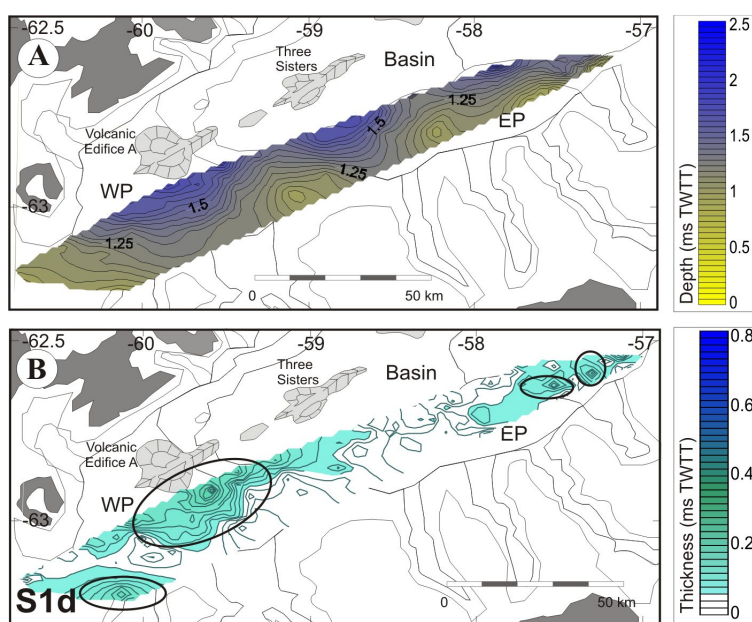 -62.5
-60
-59
-58
-57
A
Three
Sisters
Basin
Volcanic
Edifice A
1.25
1.5
EP
1.25
WP
1.5
-63
1.25
0
50 km
2.5
2
1.5
1
0.5
0
Depth (ms TWTT)
-62.5
-60
-59
-58
-57
B
Three
Sisters
Basin
Volcanic
Edifice A
EP
WP
-63
0
50 km
S1d
0.8
0.6
0.4
0.2
0
Thickness (ms TWTT)